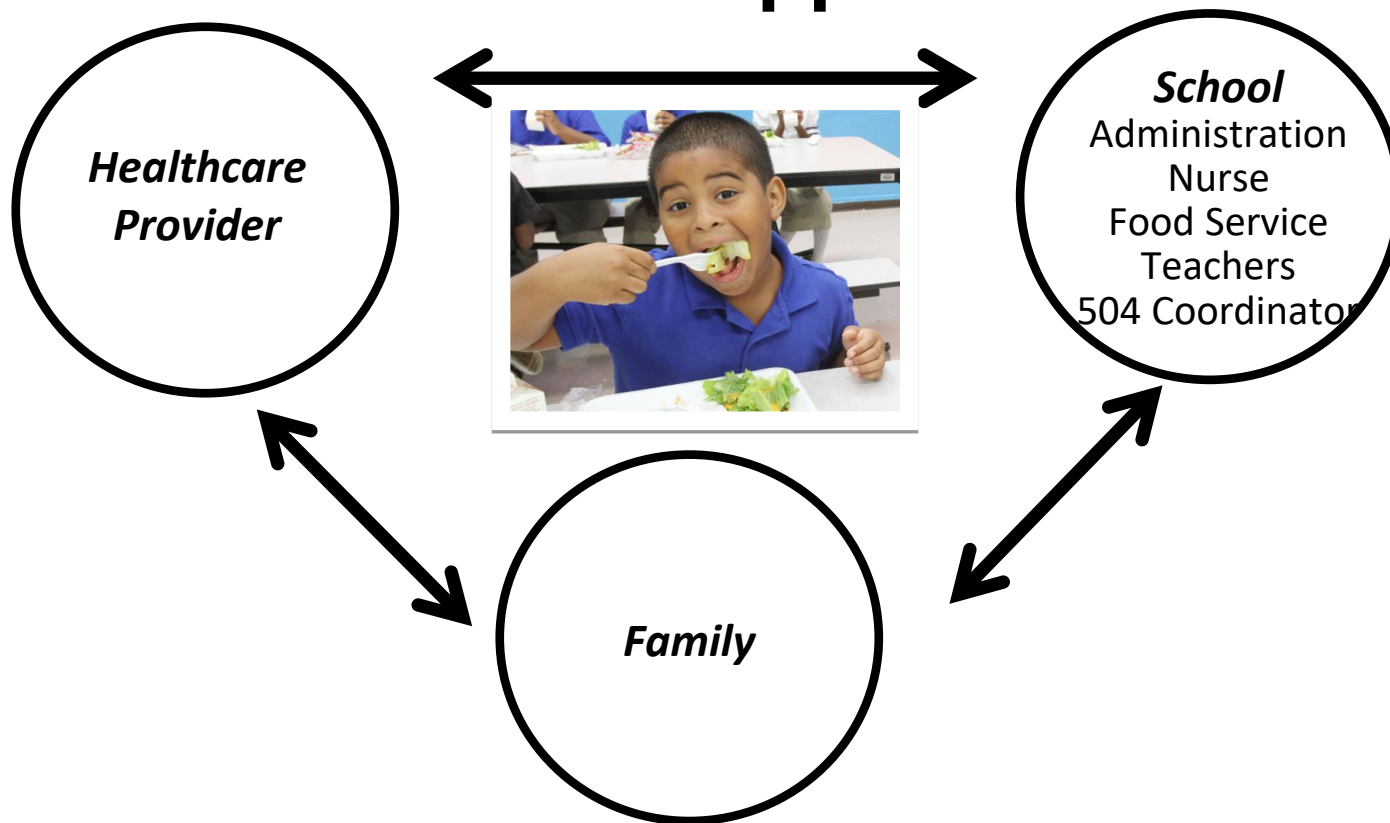 Healthcare
Provider
School
Administration
Nurse
Food Service
Teachers
504 Coordinator
Family